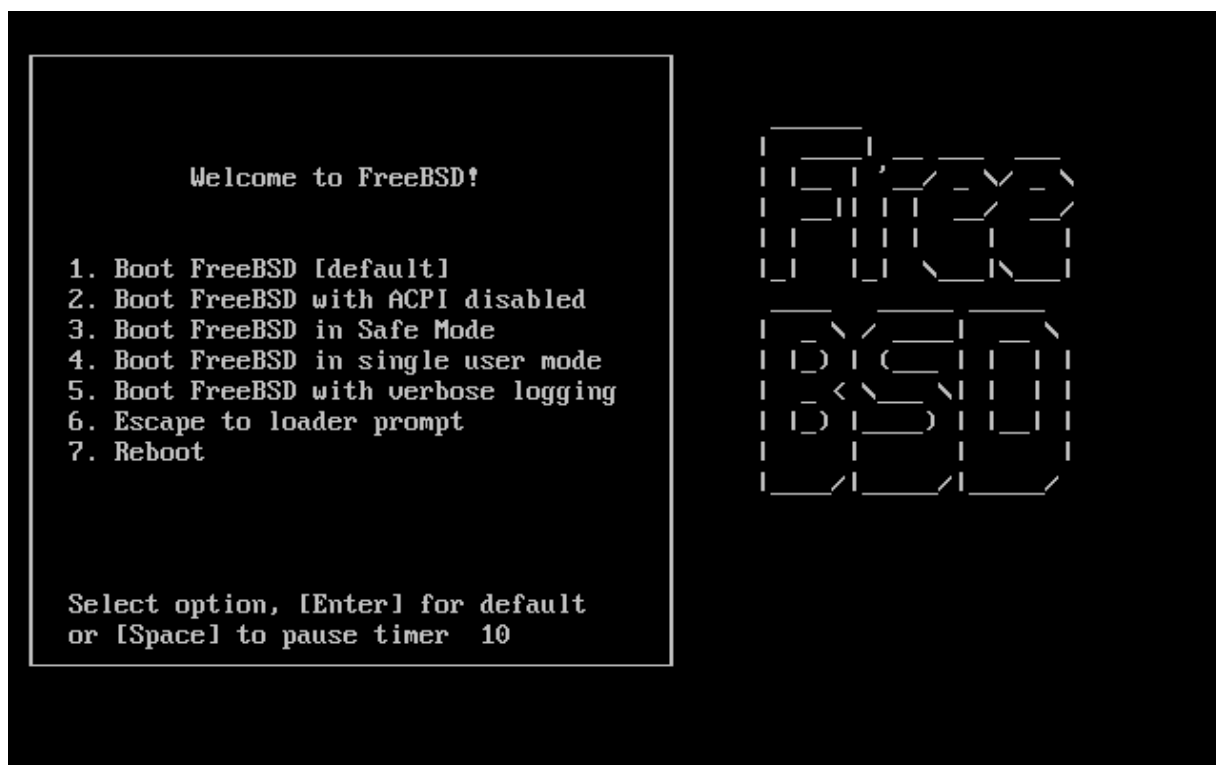 Welcome to FreeBSD!
1. Boot FreeBSD [default]
2. Boot FreeBSD with ACPI disabled
3. Boot FreeBSD in Safe Mode
4. Boot FreeBSD in single user mode
5. Boot FreeBSD with verbose logging
6. Escape to loader prompt
7. Reboot
Select option, [Enter] for default
or [Space] to pause timer  10
Free
BSD